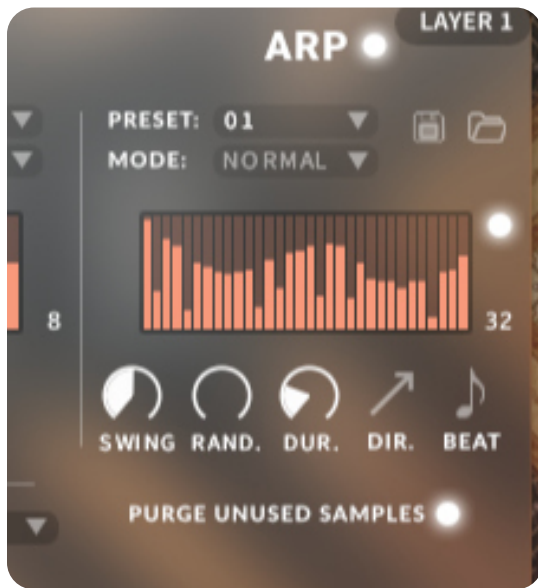 LAYER 1
ARP
PRESET: 01
MODE: NORMAL
8
32
SWING RAND. DUR. DIR. BEAT
PURGE UNUSED SAMPLES